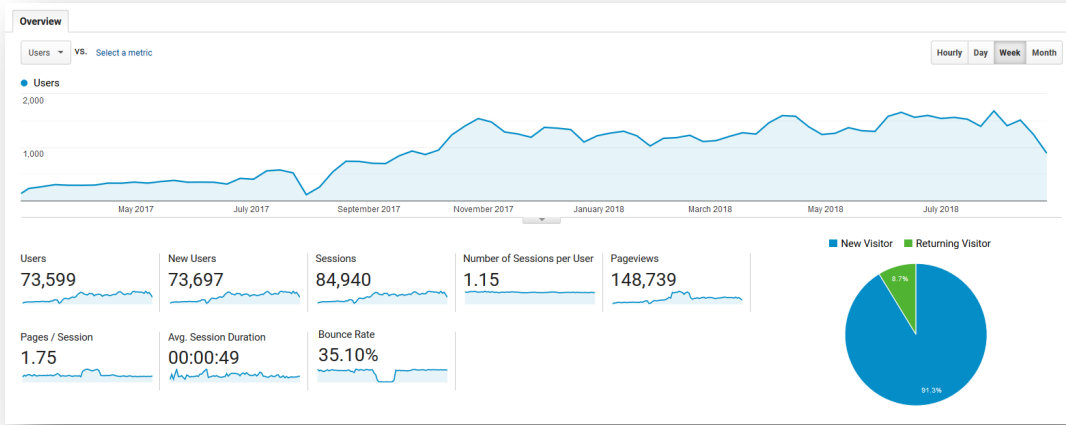 Overview
Users VS. Select a metric
Hourly Day Week Month
Users
2,000
1,000
May 2017 July 2017 September 2017 November 2017 January 2018 March 2018 May 2018 July 2018
New Visitor Returning Visitor
Users New Users Sessions Number of Sessions per User Pageviews
73,599 73,697 84,940 1.15 148,739
8.7%
Pages / Session Avg. Session Duration Bounce Rate
1.75 00:00:49 35.10%
91.3%